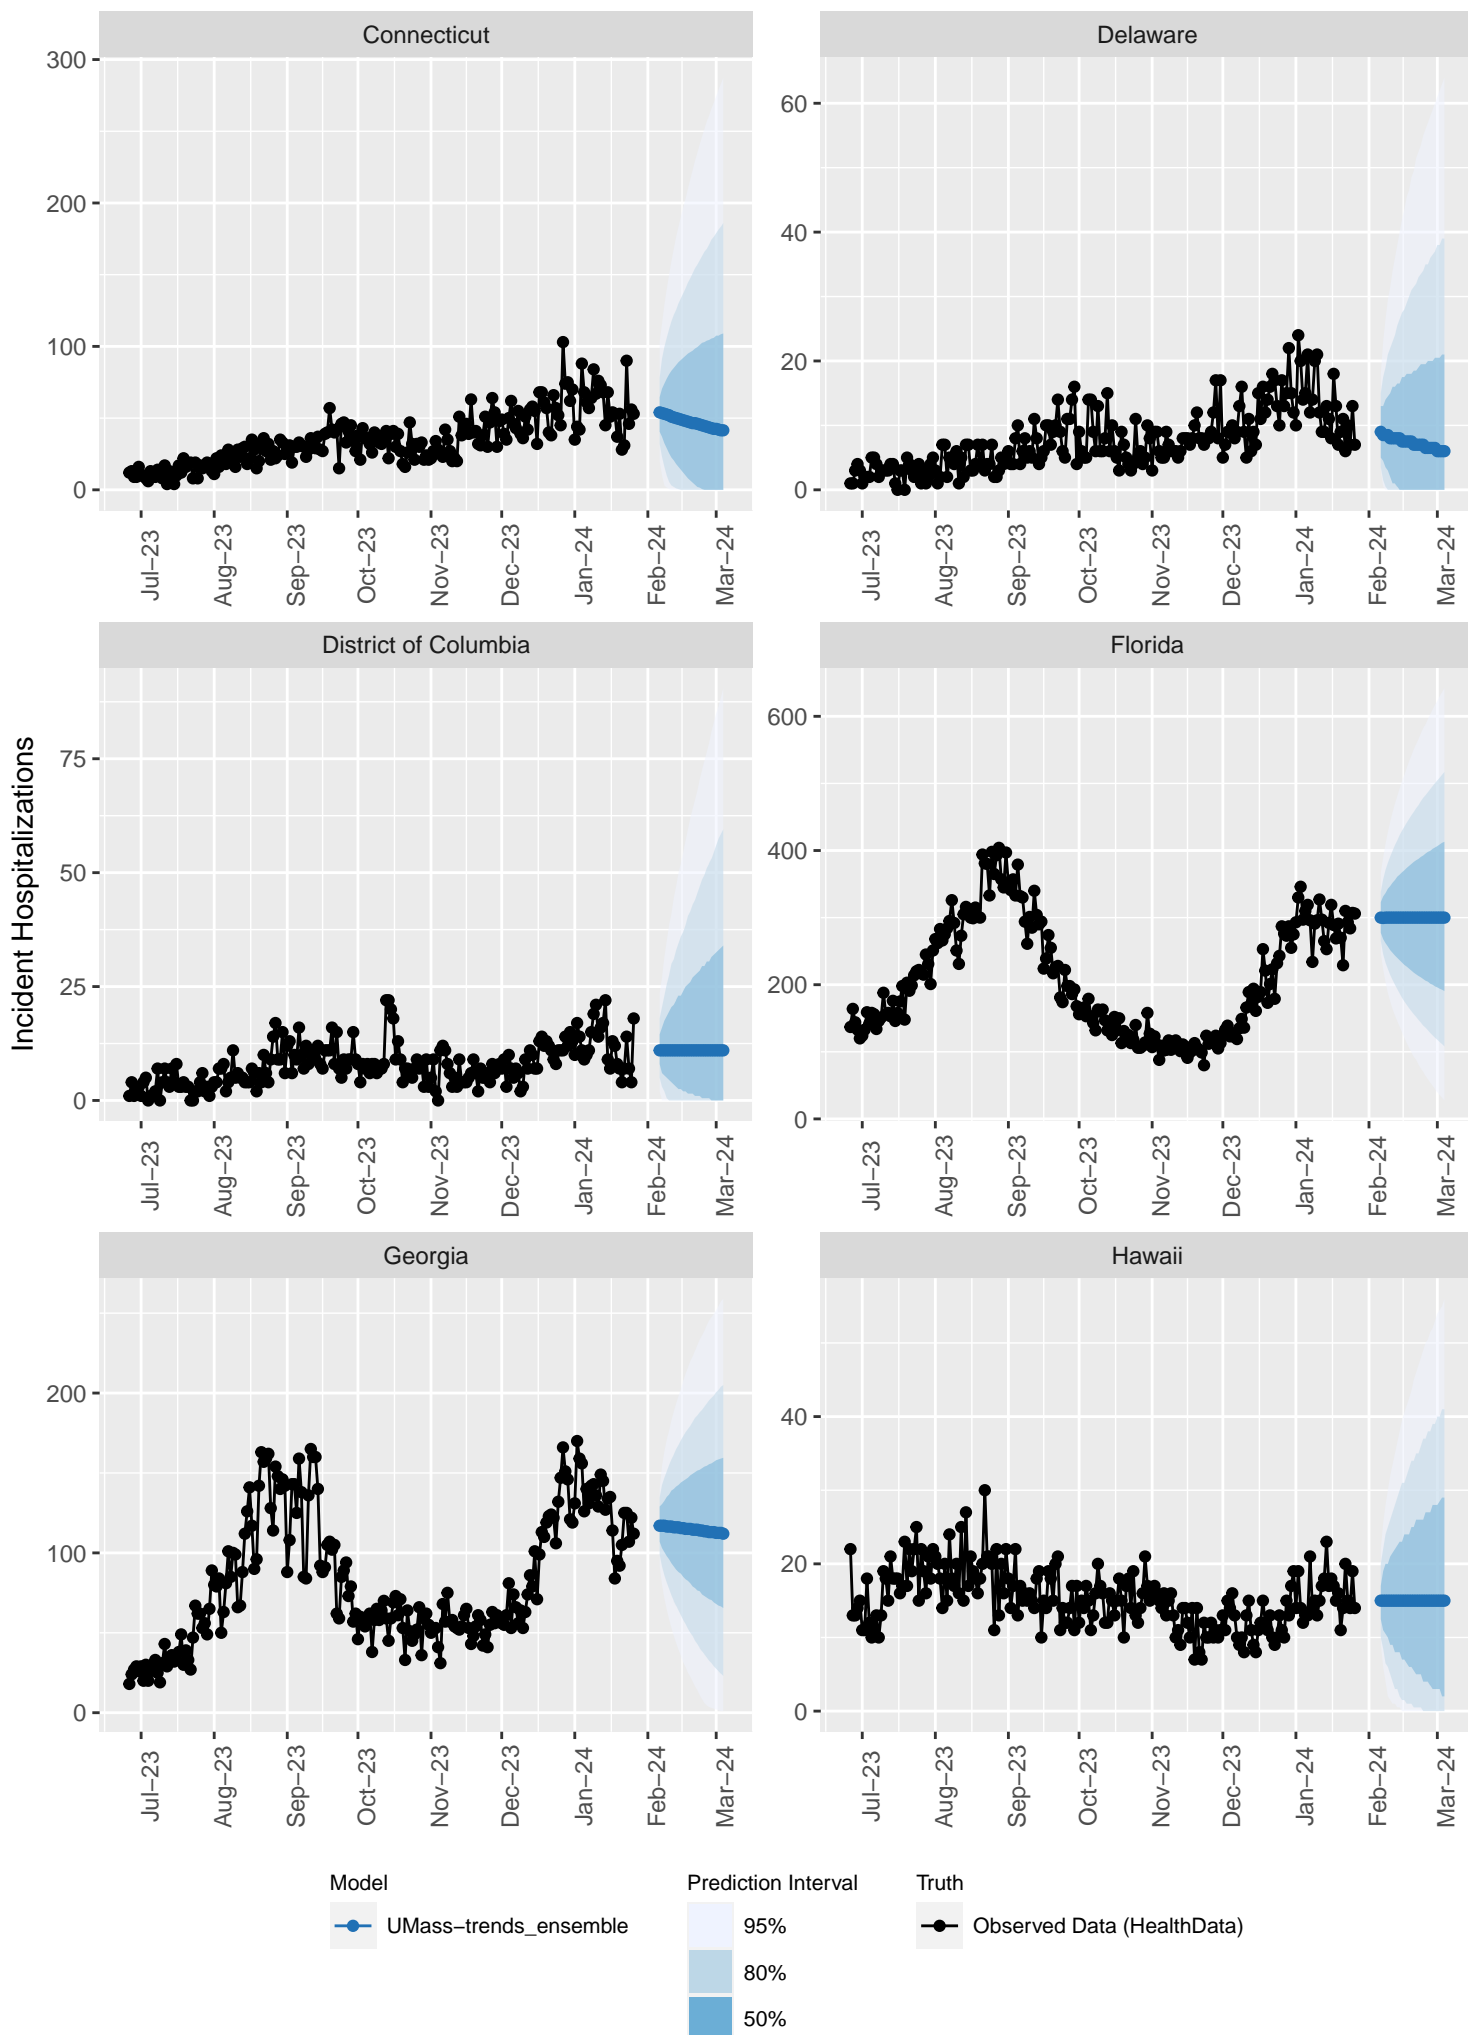 Incident Hospitalizations
Connecticut
300
200
100
0
Jul−23
Aug−23
Sep−23
Oct−23
Nov−23
Dec−23
Jan−24
Feb−24
Mar−24
Delaware
60
40
20
0
Jul−23
Aug−23
Sep−23
Oct−23
Nov−23
Dec−23
Jan−24
Feb−24
Mar−24
District of Columbia
75
50
25
0
Jul−23
Aug−23
Sep−23
Oct−23
Nov−23
Dec−23
Jan−24
Feb−24
Mar−24
Florida
600
400
200
0
Jul−23
Aug−23
Sep−23
Oct−23
Nov−23
Dec−23
Jan−24
Feb−24
Mar−24
Georgia
200
100
0
Jul−23
Aug−23
Sep−23
Oct−23
Nov−23
Dec−23
Jan−24
Feb−24
Mar−24
Hawaii
40
20
0
Jul−23
Aug−23
Sep−23
Oct−23
Nov−23
Dec−23
Jan−24
Feb−24
Mar−24
Model
UMass−trends_ensemble
Prediction Interval
95%
80%
50%
Truth
Observed Data (HealthData)